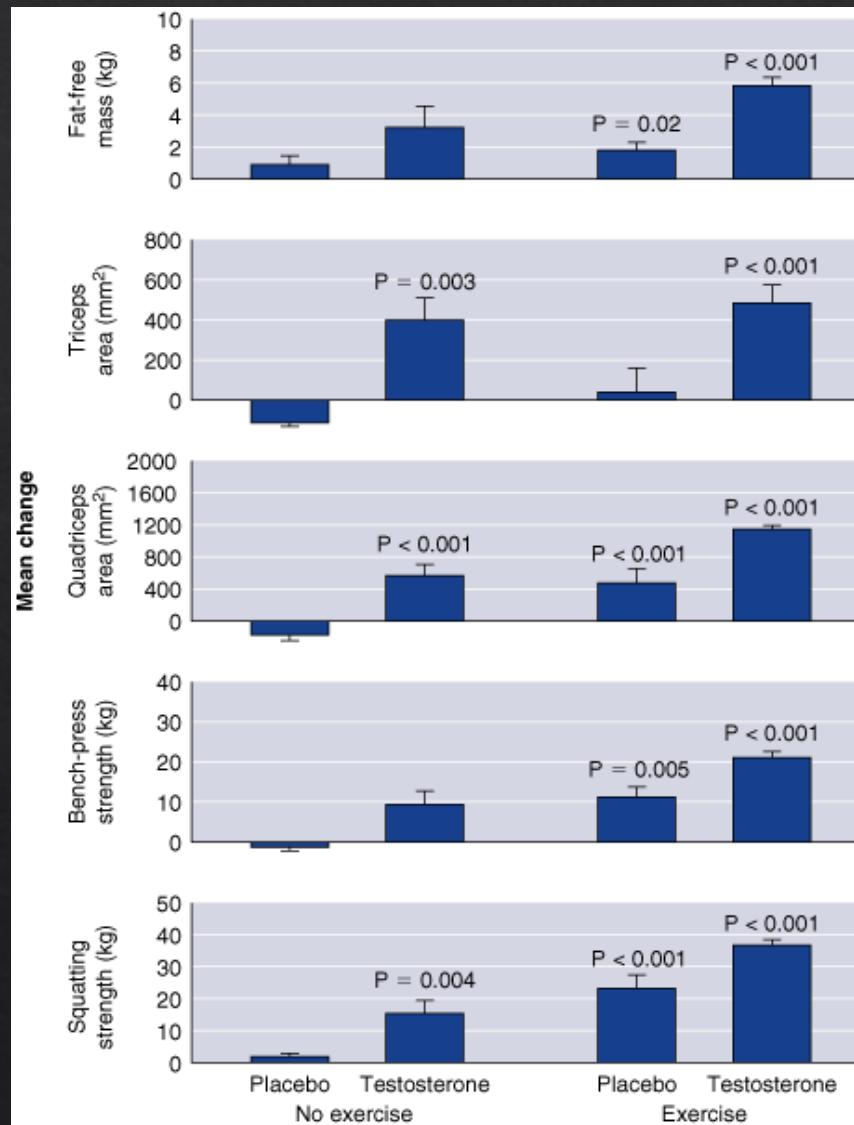 Mean change
Fat-free
mass (kg)
10
8
6
4
2
0
P = 0.02
P < 0.001
Triceps
area (mm²)
800
600
400
200
0
P = 0.003
P < 0.001
Quadriceps
area (mm²)
2000
1600
1200
800
400
0
P < 0.001
P < 0.001
P < 0.001
Bench-press
strength (kg)
40
30
20
10
0
P = 0.005
P < 0.001
Squatting
strength (kg)
50
40
30
20
10
0
P = 0.004
P < 0.001
P < 0.001
Placebo Testosterone Placebo Testosterone
No exercise Exercise